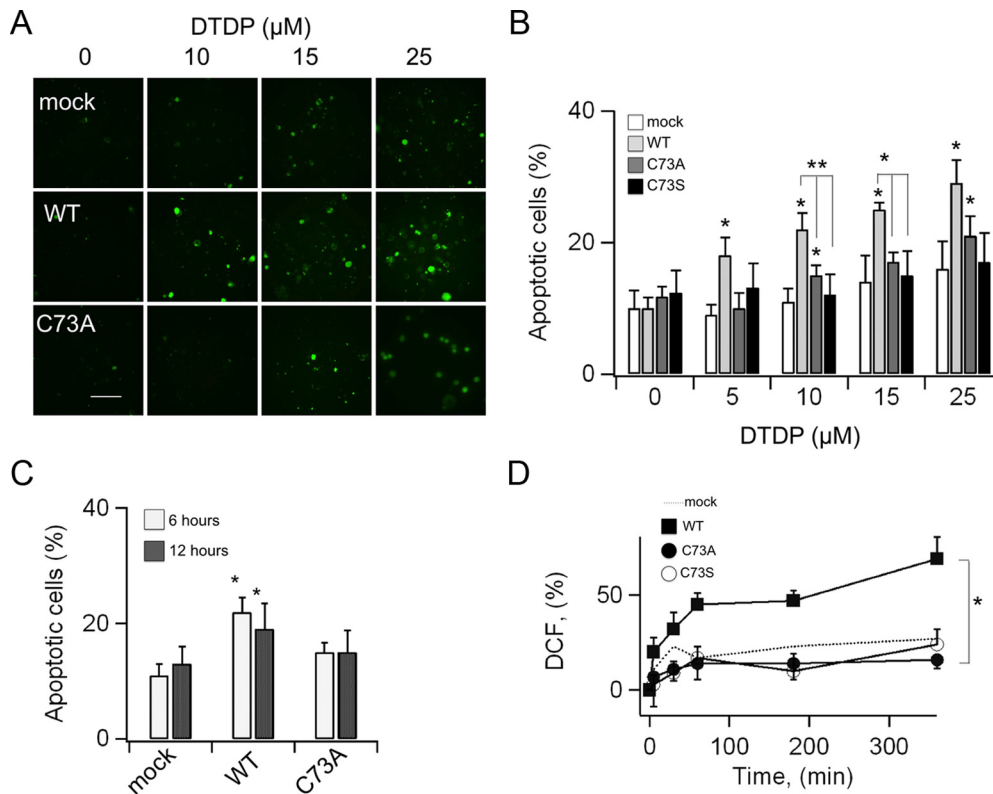 A
DTDP (µM)
0 10 15 25
mock
WT
C73A
B
Apoptotic cells (%)
40
20
0
mock
WT
C73A
C73S
*
*
*
**
*
*
*
*
0 5 10 15 25
DTDP (µM)
C
Apoptotic cells (%)
40
20
0
6 hours
12 hours
* *
mock WT C73A
D
mock
WT
C73A
C73S
DCF, (%)
50
0
*
0 100 200 300
Time, (min)